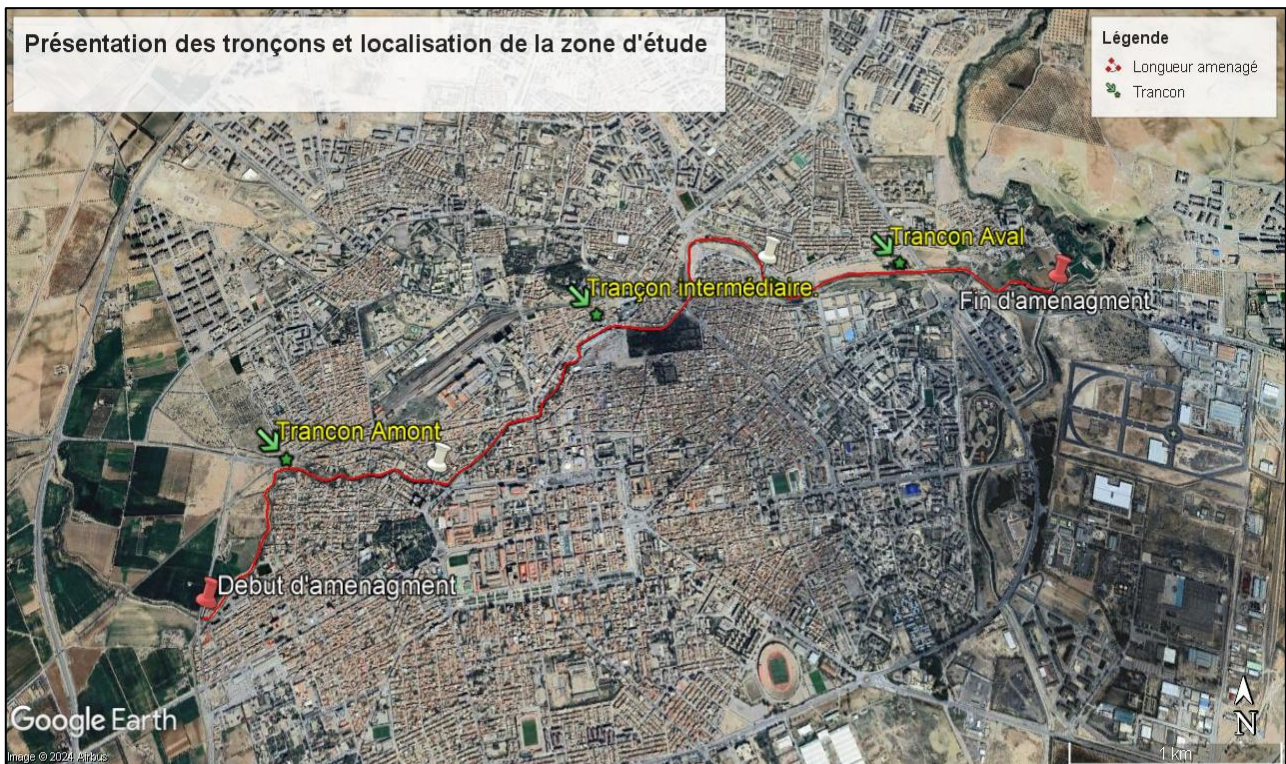 Présentation des tronçons et localisation de la zone d'étude
Légende
Longueur amenagé
Trancon
Trancon Aval
Trançon intermédiaire
Fin d'amenagment
Trancon Amont
Debut d'amenagment
Google Earth
Image © 2024 Airbus
N
1 km